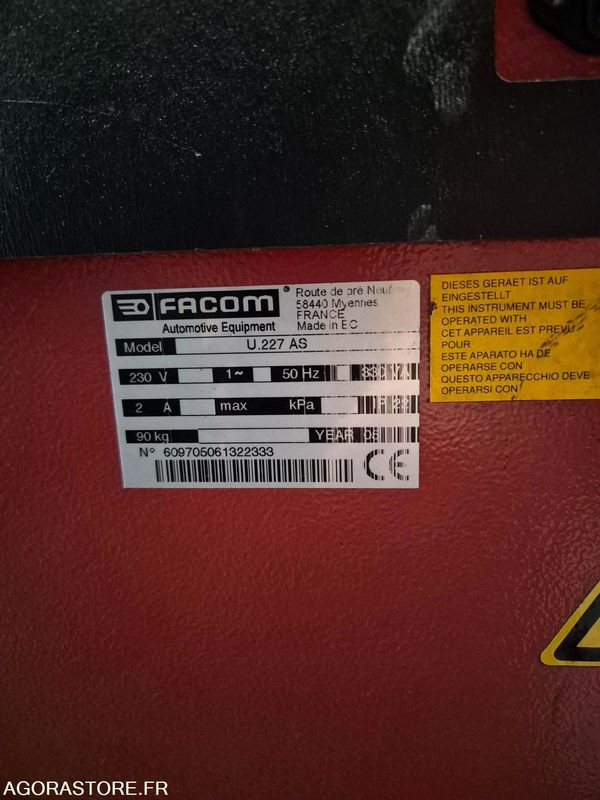 FACOM ®
Automotive Equipment
Route de pré Neuf
58440 Myennes
FRANCE
Made in EC
Model U.227 AS
230 V 1~ 50 Hz
2 A max kPa
90 kg YEAR 05
N° 609705061322333
CE
DIESES GERAET IST AUF
EINGESTELLT
THIS INSTRUMENT MUST BE
OPERATED WITH
CET APPAREIL EST PREVU
POUR
ESTE APARATO HA DE
OPERARSE CON
QUESTO APPARECCHIO DEVE
OPERARSI CON
AGORASTORE.FR